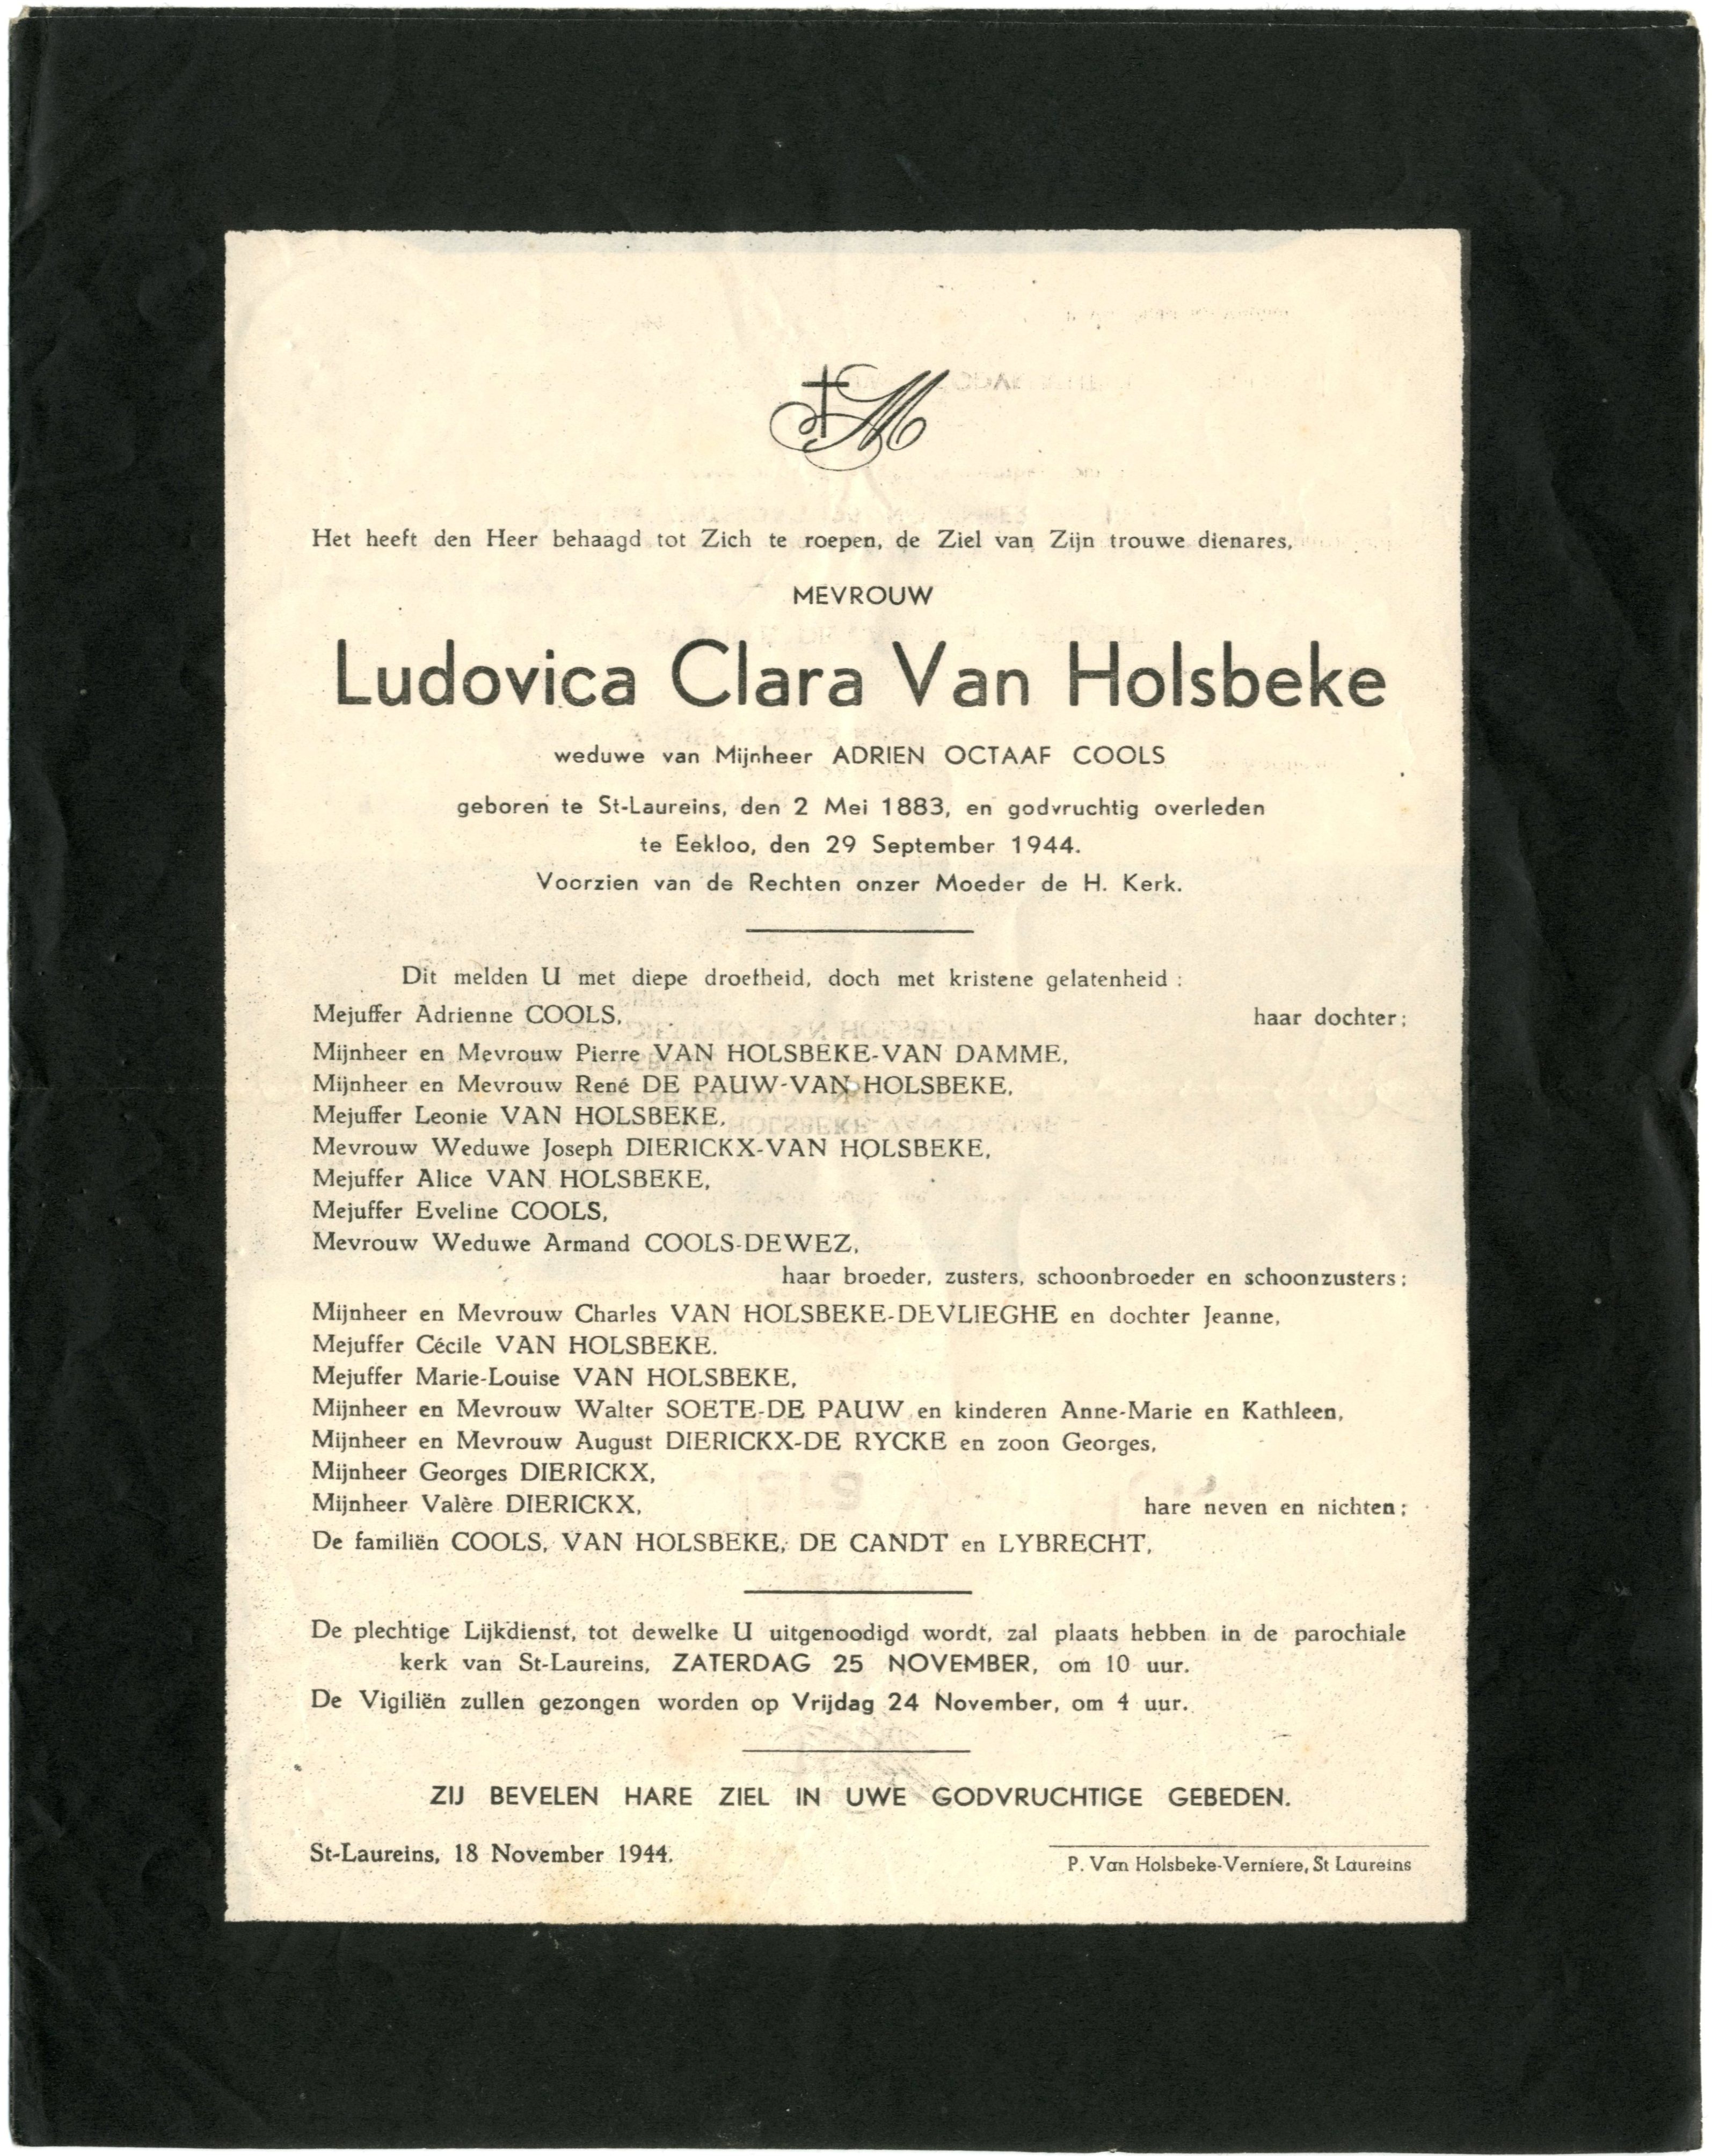 M
Het heeft den Heer behaagd tot Zich te roepen, de Ziel van Zijn trouwe dienares,
MEVROUW
Ludovica Clara Van Holsbeke
weduwe van Mijnheer ADRIEN OCTAAF COOLS
geboren te St-Laureins, den 2 Mei 1883, en godvruchtig overleden
te Eekloo, den 29 September 1944.
Voorzien van de Rechten onzer Moeder de H. Kerk.
Dit melden U met diepe droefheid, doch met kristene gelatenheid :
Mejuffer Adrienne COOLS, haar dochter;
Mijnheer en Mevrouw Pierre VAN HOLSBEKE-VAN DAMME,
Mijnheer en Mevrouw René DE PAUW-VAN HOLSBEKE,
Mejuffer Leonie VAN HOLSBEKE,
Mevrouw Weduwe Joseph DIERICKX-VAN HOLSBEKE,
Mejuffer Alice VAN HOLSBEKE,
Mejuffer Eveline COOLS,
Mevrouw Weduwe Armand COOLS-DEWEZ,
haar broeder, zusters, schoonbroeder en schoonzusters;
Mijnheer en Mevrouw Charles VAN HOLSBEKE-DEVLIEGHE en dochter Jeanne,
Mejuffer Cécile VAN HOLSBEKE.
Mejuffer Marie-Louise VAN HOLSBEKE,
Mijnheer en Mevrouw Walter SOETE-DE PAUW en kinderen Anne-Marie en Kathleen,
Mijnheer en Mevrouw August DIERICKX-DE RYCKE en zoon Georges,
Mijnheer Georges DIERICKX,
Mijnheer Valère DIERICKX, hare neven en nichten;
De familiën COOLS, VAN HOLSBEKE, DE CANDT en LYBRECHT,
De plechtige Lijkdienst, tot dewelke U uitgenoodigd wordt, zal plaats hebben in de parochiale
kerk van St-Laureins, ZATERDAG 25 NOVEMBER, om 10 uur.
De Vigiliën zullen gezongen worden op Vrijdag 24 November, om 4 uur.
ZIJ BEVELEN HARE ZIEL IN UWE GODVRUCHTIGE GEBEDEN.
St-Laureins, 18 November 1944.
P. Van Holsbeke-Verniere, St Laureins